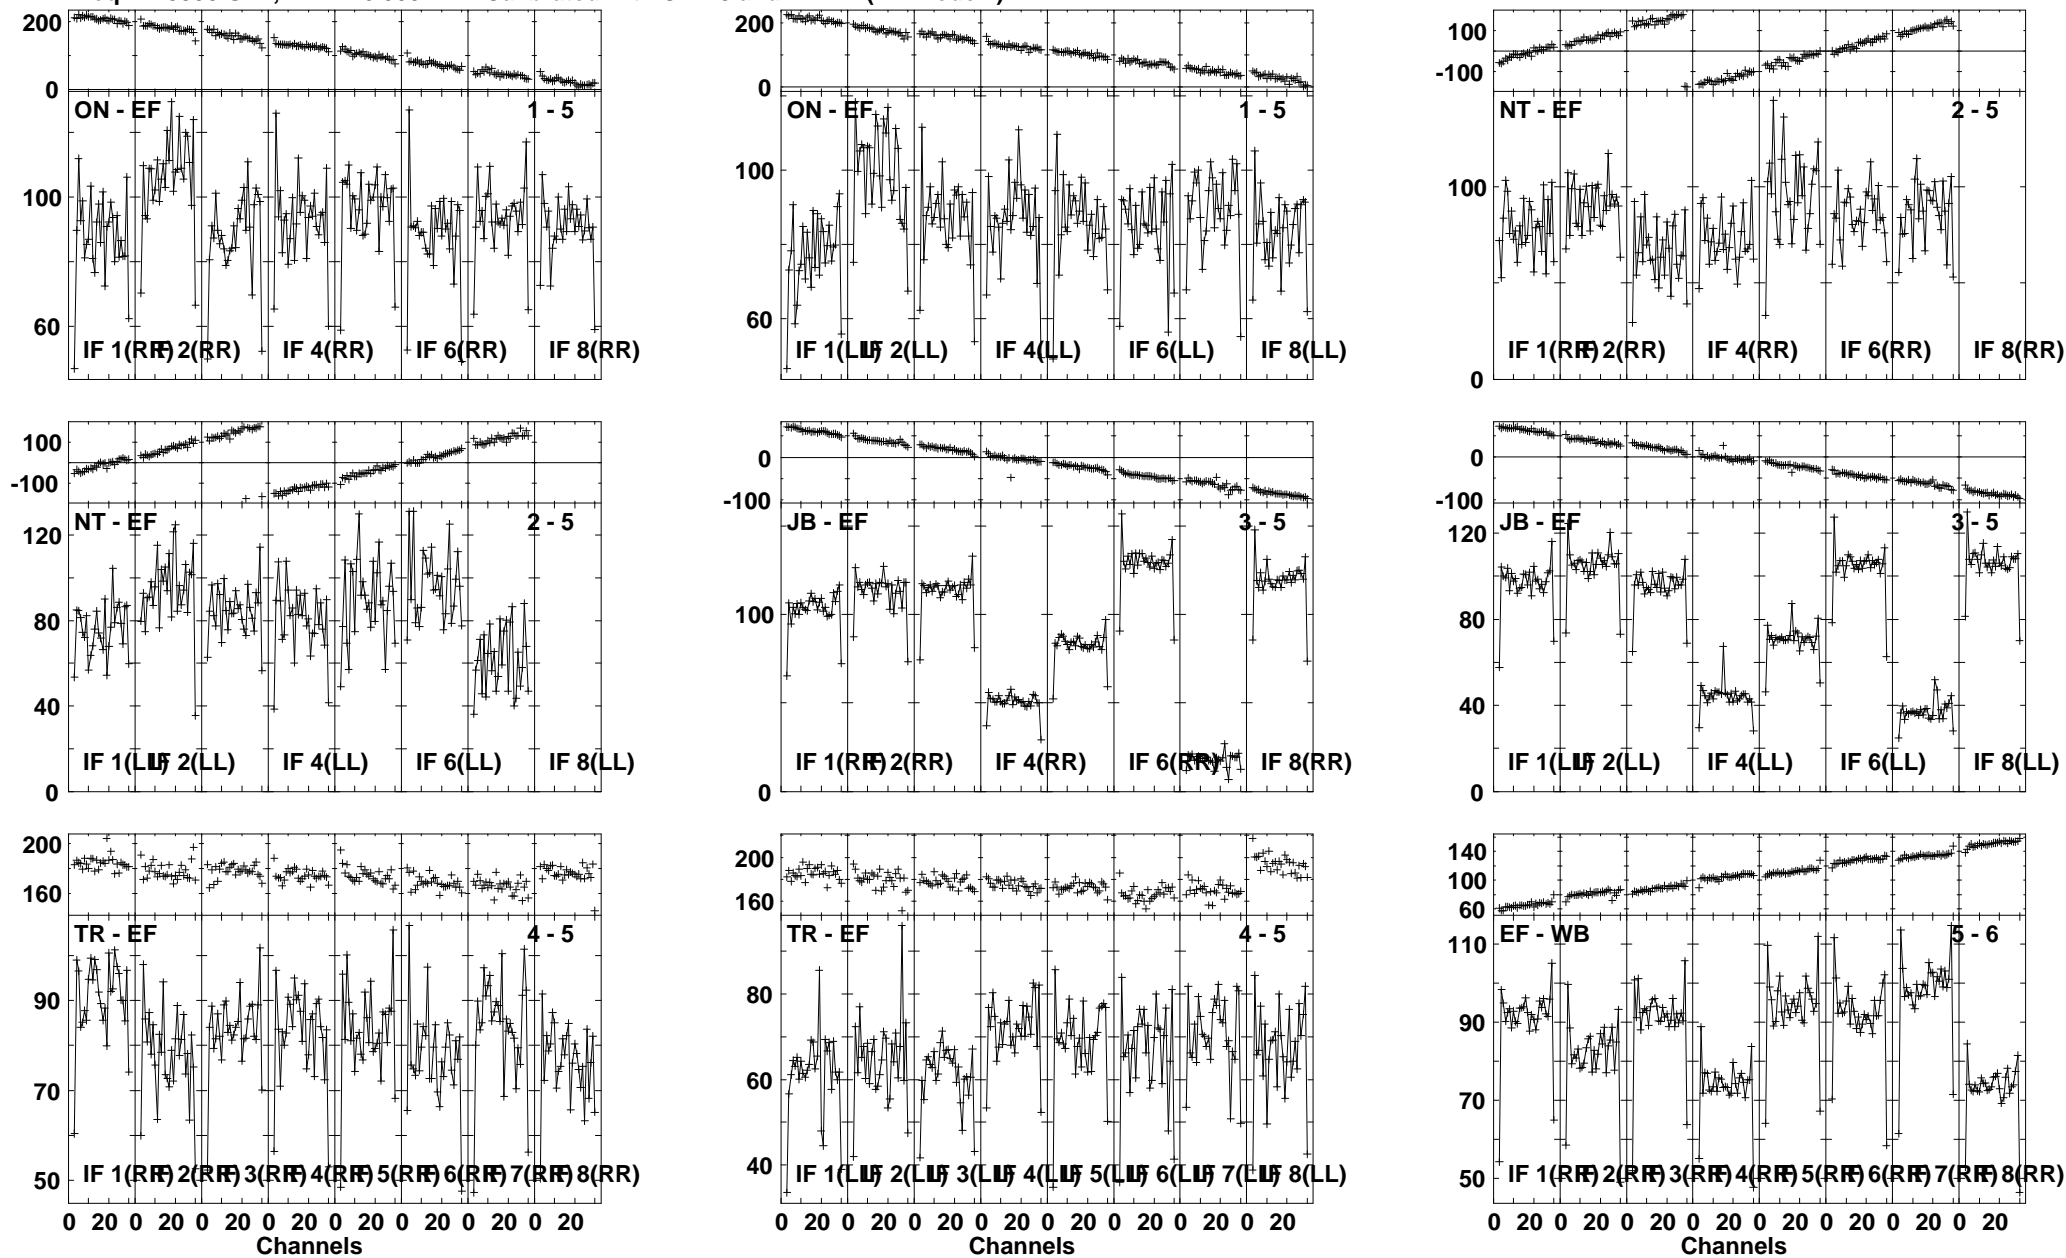 200
0
ON - EF 1 - 5
100
60
IF 1(RR) IF 2(RR) IF 4(RR) IF 6(RR) IF 8(RR)
200
100
0
ON - EF 1 - 5
100
60
IF 1(LL) IF 2(LL) IF 4(LL) IF 6(LL) IF 8(LL)
100
-100
NT - EF 2 - 5
100
0
IF 1(RR) IF 2(RR) IF 4(RR) IF 6(RR) IF 8(RR)
100
-100
NT - EF 2 - 5
120
80
40
0
IF 1(LL) IF 2(LL) IF 4(LL) IF 6(LL) IF 8(LL)
0
-100
JB - EF 3 - 5
100
0
IF 1(RR) IF 2(RR) IF 4(RR) IF 6(RR) IF 8(RR)
0
-100
JB - EF 3 - 5
120
80
40
0
IF 1(LL) IF 2(LL) IF 4(LL) IF 6(LL) IF 8(LL)
200
160
TR - EF 4 - 5
90
70
50
IF 1(RR) IF 2(RR) IF 3(RR) IF 4(RR) IF 5(RR) IF 6(RR) IF 7(RR) IF 8(RR)
0 20 0 20 0 20 0 20 0 20 0 20 0 20 0 20
Channels
200
160
TR - EF 4 - 5
80
60
40
IF 1(LL) IF 2(LL) IF 3(LL) IF 4(LL) IF 5(LL) IF 6(LL) IF 7(LL) IF 8(LL)
0 20 0 20 0 20 0 20 0 20 0 20 0 20 0 20
Channels
140
100
60
EF - WB 5 - 6
110
90
70
50
IF 1(RR) IF 2(RR) IF 3(RR) IF 4(RR) IF 5(RR) IF 6(RR) IF 7(RR) IF 8(RR)
0 20 0 20 0 20 0 20 0 20 0 20 0 20 0 20
Channels